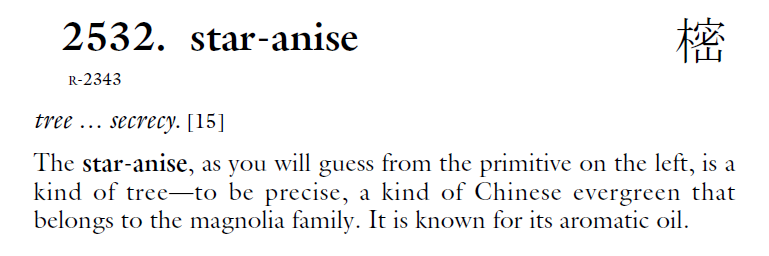 2532. star-anise 樒
R-2343
tree … secrecy. [15]
The star-anise, as you will guess from the primitive on the left, is a
kind of tree—to be precise, a kind of Chinese evergreen that
belongs to the magnolia family. It is known for its aromatic oil.